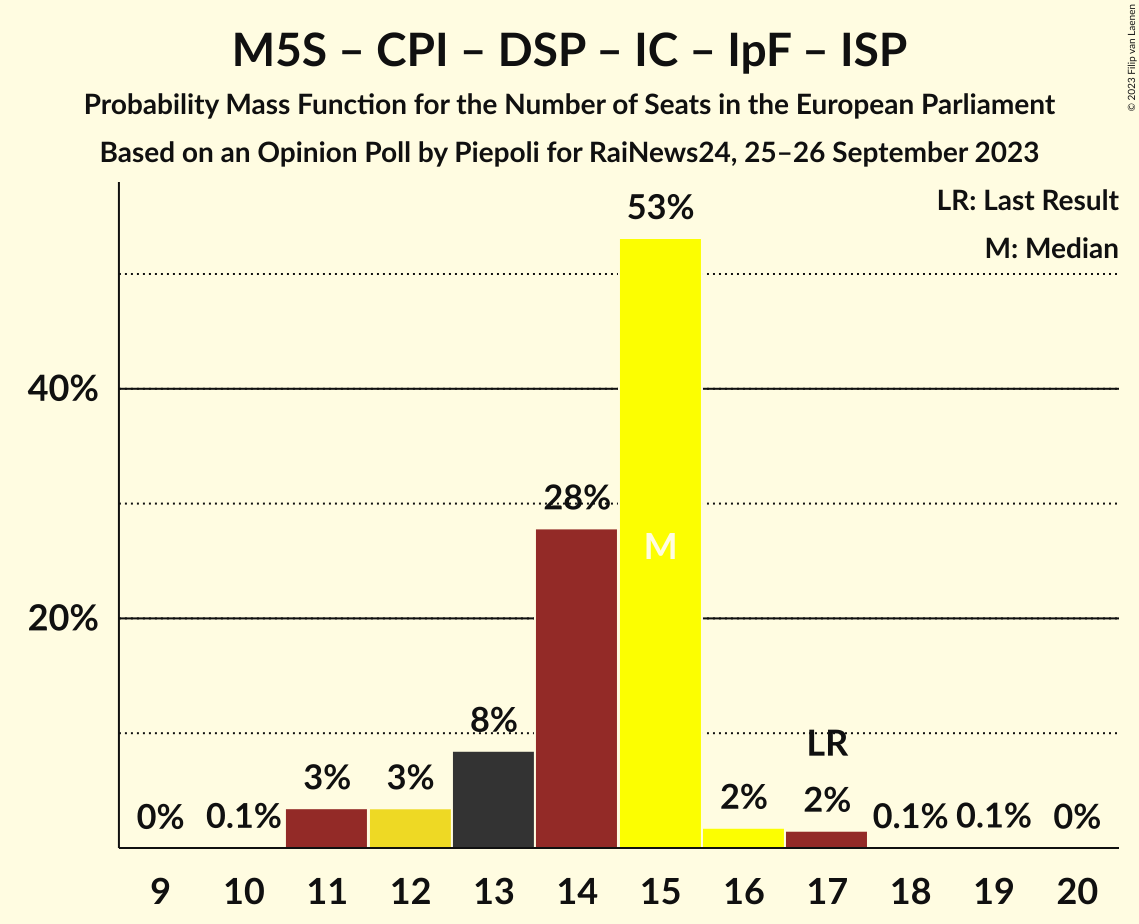 M5S – CPI – DSP – IC – IpF – ISP
Probability Mass Function for the Number of Seats in the European Parliament
Based on an Opinion Poll by Piepoli for RaiNews24, 25–26 September 2023
© 2023 Filip van Laenen
LR: Last Result
M: Median
53%
40%
28%
M
20%
8%
LR
3% 3% 2% 2%
0% 0.1% 0.1% 0.1% 0%
9 10 11 12 13 14 15 16 17 18 19 20